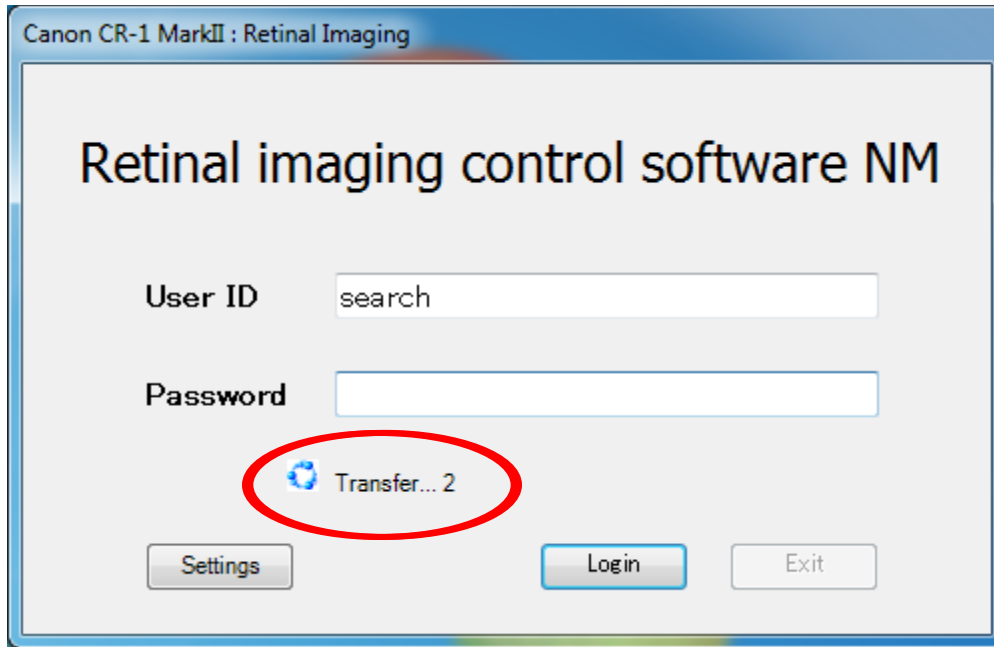 Canon CR-1 MarkII : Retinal Imaging
Retinal imaging control software NM
User ID
search
Password
Transfer... 2
Settings
Login
Exit